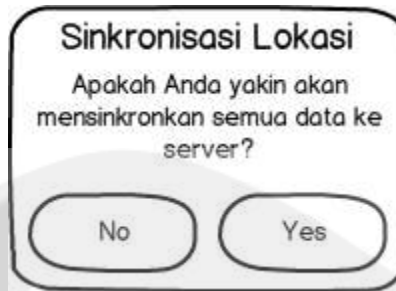 Sinkronisasi Lokasi
Apakah Anda yakin akan
mensinkronkan semua data ke
server?
No
Yes